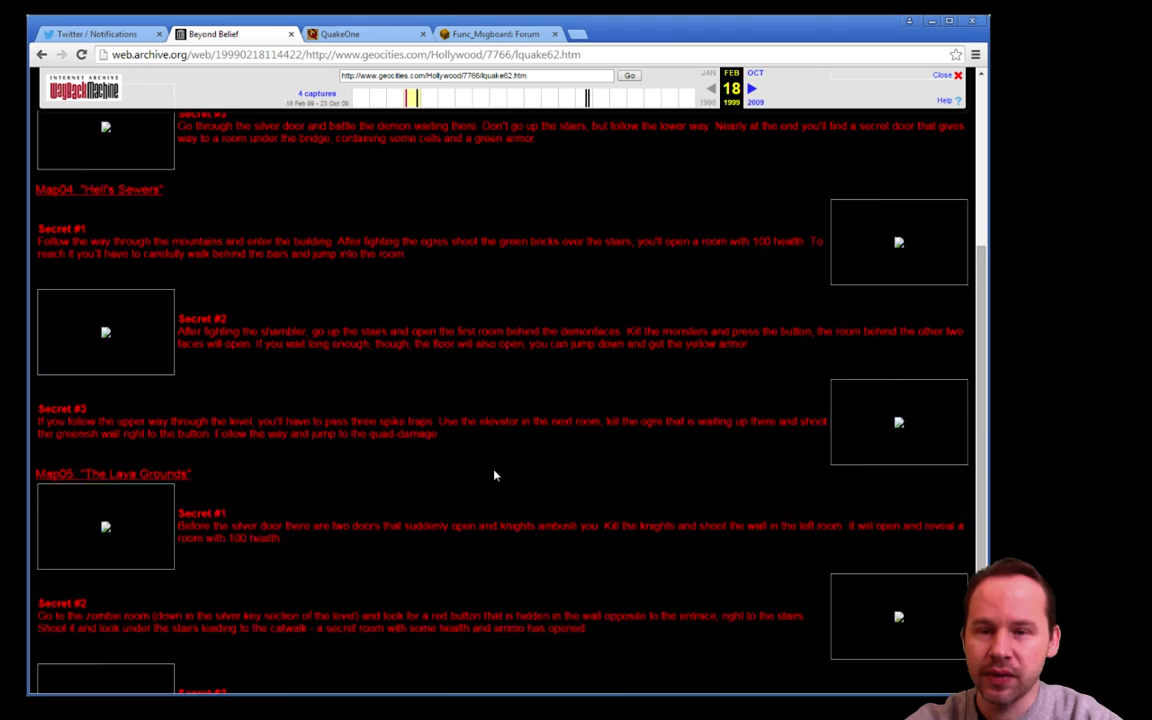 Twitter / Notifications
Beyond Belief
QuakeOne
Func_Msgboard: Forum
web.archive.org/web/19990218114422/http://www.geocities.com/Hollywood/7766/lquake62.htm
INTERNET ARCHIVE
WayBackMachine
http://www.geocities.com/Hollywood/7766/lquake62.htm
Go
JAN
FEB
OCT
Close
4 captures
18 Feb 99 - 23 Oct 09
18
1998
1999
2009
Help ?
Secret #3
Go through the silver door and battle the demon waiting there. Don't go up the stairs, but follow the lower way. Nearly at the end you'll find a secret door that gives
way to a room under the bridge, containing some cells and a green armor
Map04. "Hell's Sewers"
Secret #1
Follow the way through the mountains and enter the building. After fighting the ogres shoot the green bricks over the stairs, you'll open a room with 100 health. To
reach it you'll have to carefully walk behind the bars and jump into the room
Secret #2
After fighting the shambler, go up the stairs and open the first room behind the demonfaces. Kill the monsters and press the button, the room behind the other two
faces will open. If you wait long enough, though, the floor will also open, you can jump down and get the yellow armor
Secret #3
If you follow the upper way through the level, you'll have to pass three spike traps. Use the elevator in the next room, kill the ogre that is waiting up there and shoot
the greenish wall right to the button. Follow the way and jump to the quad-damage
Map05. "The Lava Grounds"
Secret #1
Before the silver door there are two doors that suddenly open and knights ambush you. Kill the knights and shoot the wall in the left room. It will open and reveal a
room with 100 health
Secret #2
Go to the zombie room (down in the silver key section of the level) and look for a red button that is hidden in the wall opposite to the entrace, right to the stairs.
Shoot it and look under the stairs leading to the catwalk - a secret room with some health and ammo has opened
Secret #3